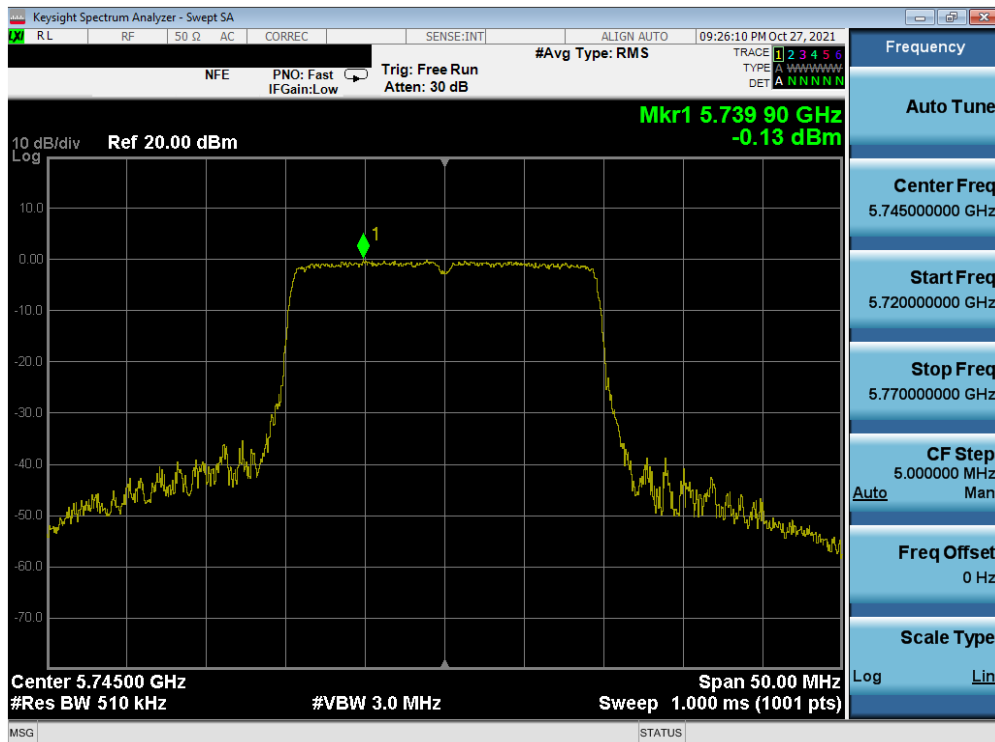 Keysight Spectrum Analyzer - Swept SA
LXI RL RF 50 Ω AC CORREC SENSE:INT ALIGN AUTO 09:26:10 PM Oct 27, 2021
NFE PNO: Fast IFGain:Low Trig: Free Run Atten: 30 dB #Avg Type: RMS
TRACE 1 2 3 4 5 6
TYPE A WWWWW
DET A N N N N N
Mkr1 5.739 90 GHz
-0.13 dBm
10 dB/div Ref 20.00 dBm
Log
10.0
1
0.00
-10.0
-20.0
-30.0
-40.0
-50.0
-60.0
-70.0
Center 5.74500 GHz Span 50.00 MHz
#Res BW 510 kHz #VBW 3.0 MHz Sweep 1.000 ms (1001 pts)
MSG STATUS
Frequency
Auto Tune
Center Freq
5.745000000 GHz
Start Freq
5.720000000 GHz
Stop Freq
5.770000000 GHz
CF Step
5.000000 MHz
Auto Man
Freq Offset
0 Hz
Scale Type
Log Lin